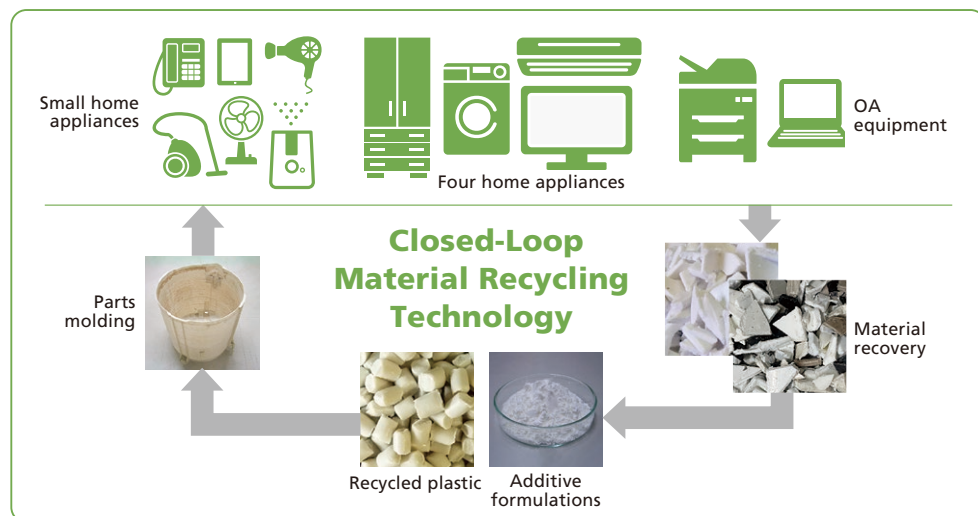 Small home
appliances
Four home appliances
OA
equipment
Closed-Loop
Material Recycling
Technology
Parts
molding
Material
recovery
Recycled plastic
Additive
formulations